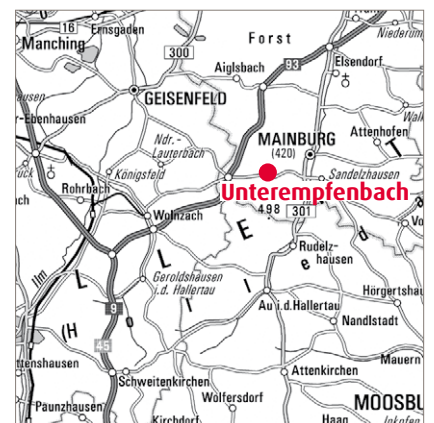 Ernsgaden
16
Manching
300
Forst
Niederum
Aiglsbach
93
Elsendorf
GEISENFELD
-Ebenhausen
Ndr.-
Lauterbach
MAINBURG
(420)
Attenhofen
Königsfeld
Rohrbach
Sandelzhausen
Unterempfenbach
Wolnzach
498
301
Rudelz-
hausen
Ilm
Geroldshausen
i.d. Hallertau
Hörgertsha
9
Au i.d.Hallertau
Nandlstadt
(H
45
ttenshausen
Schweitenkirchen
Attenkirchen
Mauern
Paunzhausen
Wolfersdorf
MOOSBU
Kirchdorf
Haag